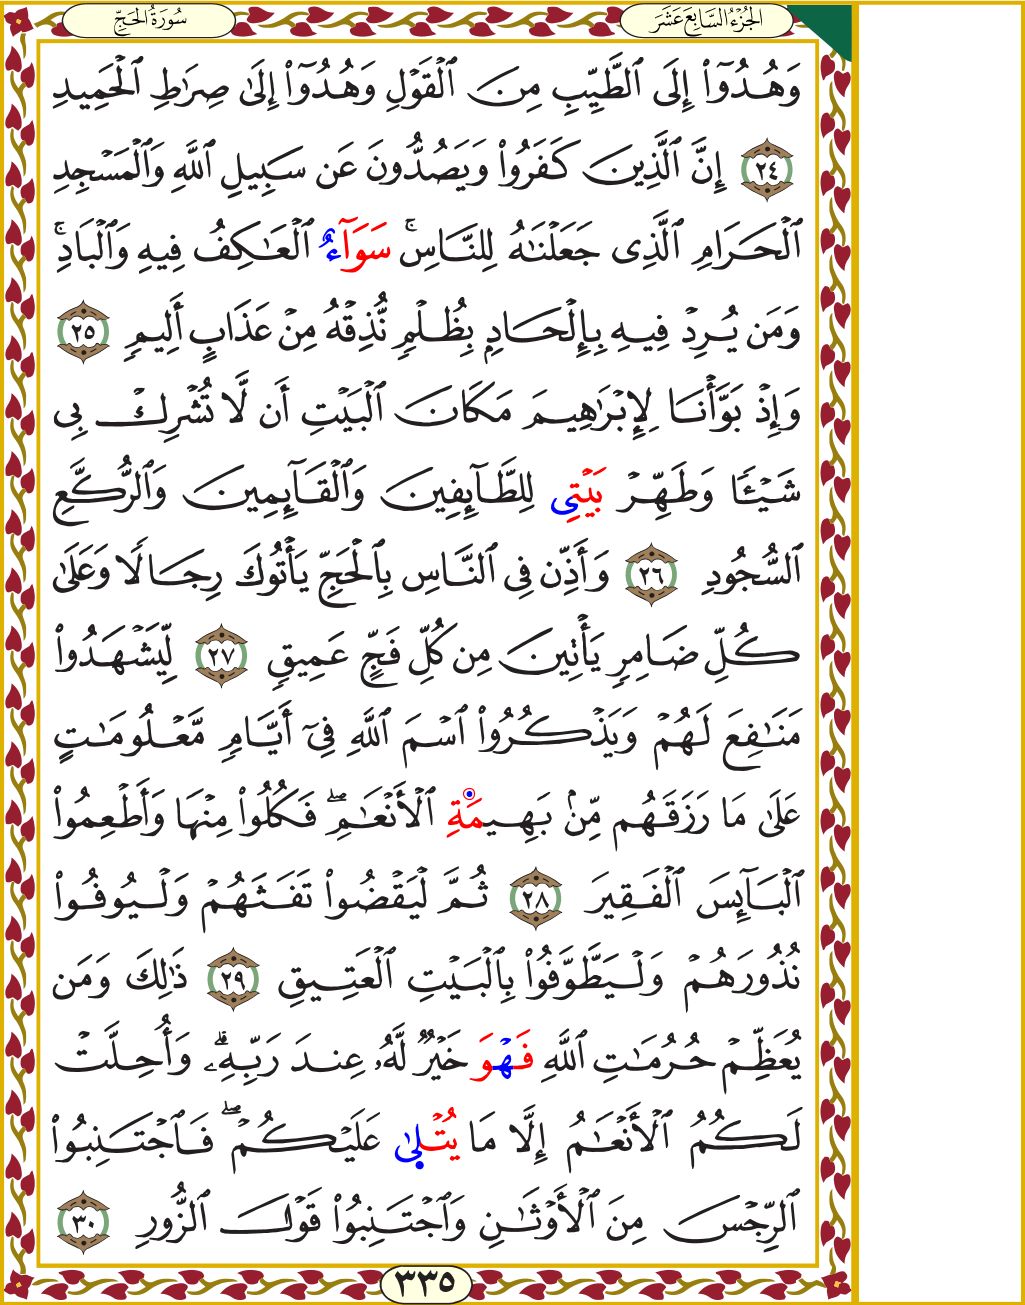 الجُزْءُ السَّابِعَ عَشَرَ
سُورَةُ الحَجِّ
وَهُدُوٓا۟ إِلَى ٱلطَّيِّبِ مِنَ ٱلْقَوْلِ وَهُدُوٓا۟ إِلَىٰ صِرَٰطِ ٱلْحَمِيدِ
٢٤ إِنَّ ٱلَّذِينَ كَفَرُوا۟ وَيَصُدُّونَ عَن سَبِيلِ ٱللَّهِ وَٱلْمَسْجِدِ
ٱلْحَرَامِ ٱلَّذِى جَعَلْنَٰهُ لِلنَّاسِ ۚ سَوَآءٌ ٱلْعَٰكِفُ فِيهِ وَٱلْبَادِ ۚ
وَمَن يُرِدْ فِيهِ بِإِلْحَادٍۭ بِظُلْمٍ نُّذِقْهُ مِنْ عَذَابٍ أَلِيمٍ ٢٥
وَإِذْ بَوَّأْنَا لِإِبْرَٰهِيمَ مَكَانَ ٱلْبَيْتِ أَن لَّا تُشْرِكْ بِى
شَيْـًٔا وَطَهِّرْ بَيْتِى لِلطَّآئِفِينَ وَٱلْقَآئِمِينَ وَٱلرُّكَّعِ
ٱلسُّجُودِ ٢٦ وَأَذِّن فِى ٱلنَّاسِ بِٱلْحَجِّ يَأْتُوكَ رِجَالًا وَعَلَىٰ
كُلِّ ضَامِرٍ يَأْتِينَ مِن كُلِّ فَجٍّ عَمِيقٍ ٢٧ لِّيَشْهَدُوا۟
مَنَٰفِعَ لَهُمْ وَيَذْكُرُوا۟ ٱسْمَ ٱللَّهِ فِىٓ أَيَّامٍ مَّعْلُومَٰتٍ
عَلَىٰ مَا رَزَقَهُم مِّنۢ بَهِيمَةِ ٱلْأَنْعَٰمِ ۖ فَكُلُوا۟ مِنْهَا وَأَطْعِمُوا۟
ٱلْبَآئِسَ ٱلْفَقِيرَ ٢٨ ثُمَّ لْيَقْضُوا۟ تَفَثَهُمْ وَلْيُوفُوا۟
نُذُورَهُمْ وَلْيَطَّوَّفُوا۟ بِٱلْبَيْتِ ٱلْعَتِيقِ ٢٩ ذَٰلِكَ وَمَن
يُعَظِّمْ حُرُمَٰتِ ٱللَّهِ فَهْوَ خَيْرٌ لَّهُۥ عِندَ رَبِّهِۦ ۗ وَأُحِلَّتْ
لَكُمُ ٱلْأَنْعَٰمُ إِلَّا مَا يُتْلَىٰ عَلَيْكُمْ ۖ فَٱجْتَنِبُوا۟
ٱلرِّجْسَ مِنَ ٱلْأَوْثَٰنِ وَٱجْتَنِبُوا۟ قَوْلَ ٱلزُّورِ ٣٠
٣٣٥